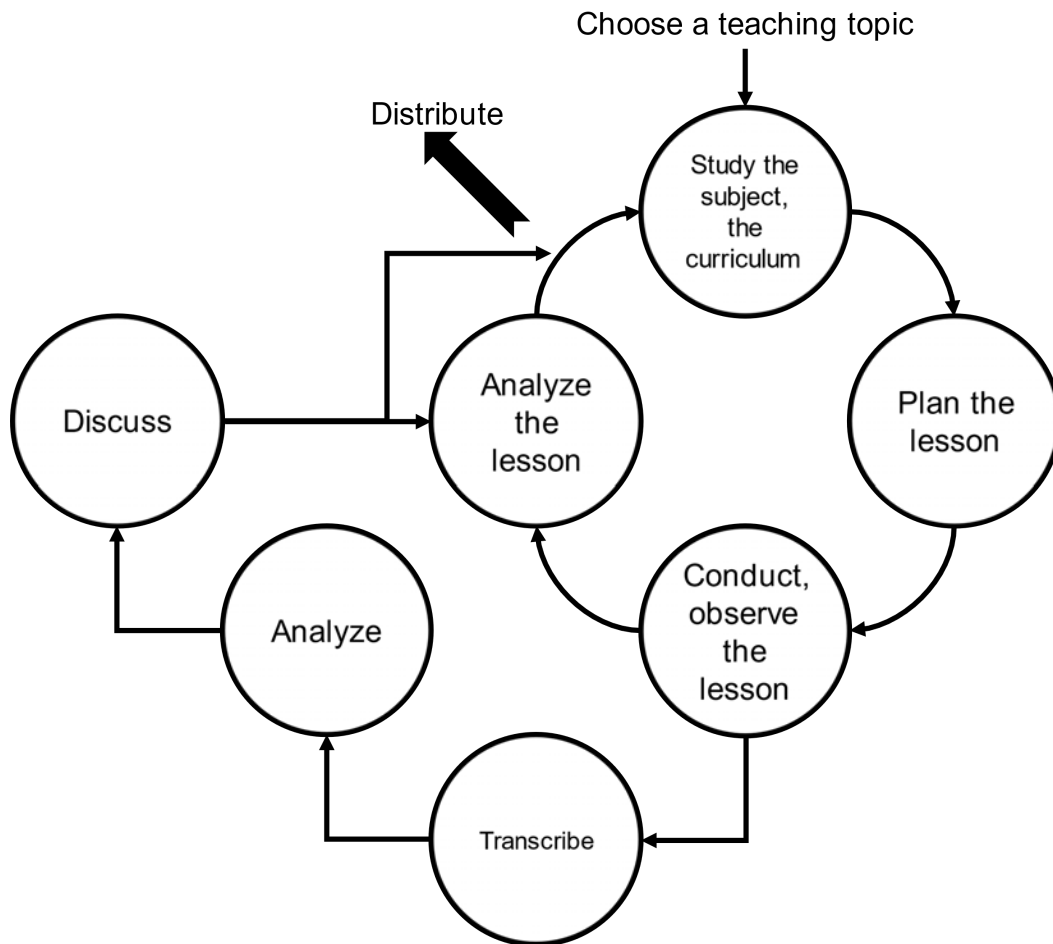 Choose a teaching topic
Distribute
Study the
subject,
the
curriculum
Discuss
Analyze
the
lesson
Plan the
lesson
Analyze
Conduct,
observe
the
lesson
Transcribe